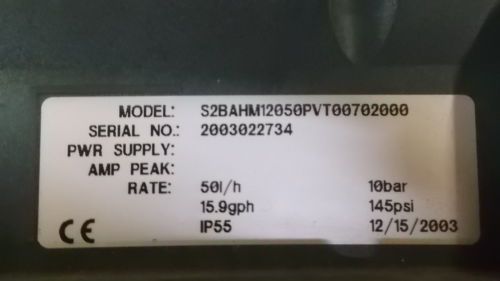 MODEL: S2BAHM12050PVT00702000
SERIAL NO.: 2003022734
PWR SUPPLY:
AMP PEAK:
RATE: 50l/h 10bar
15.9gph 145psi
CE IP55 12/15/2003